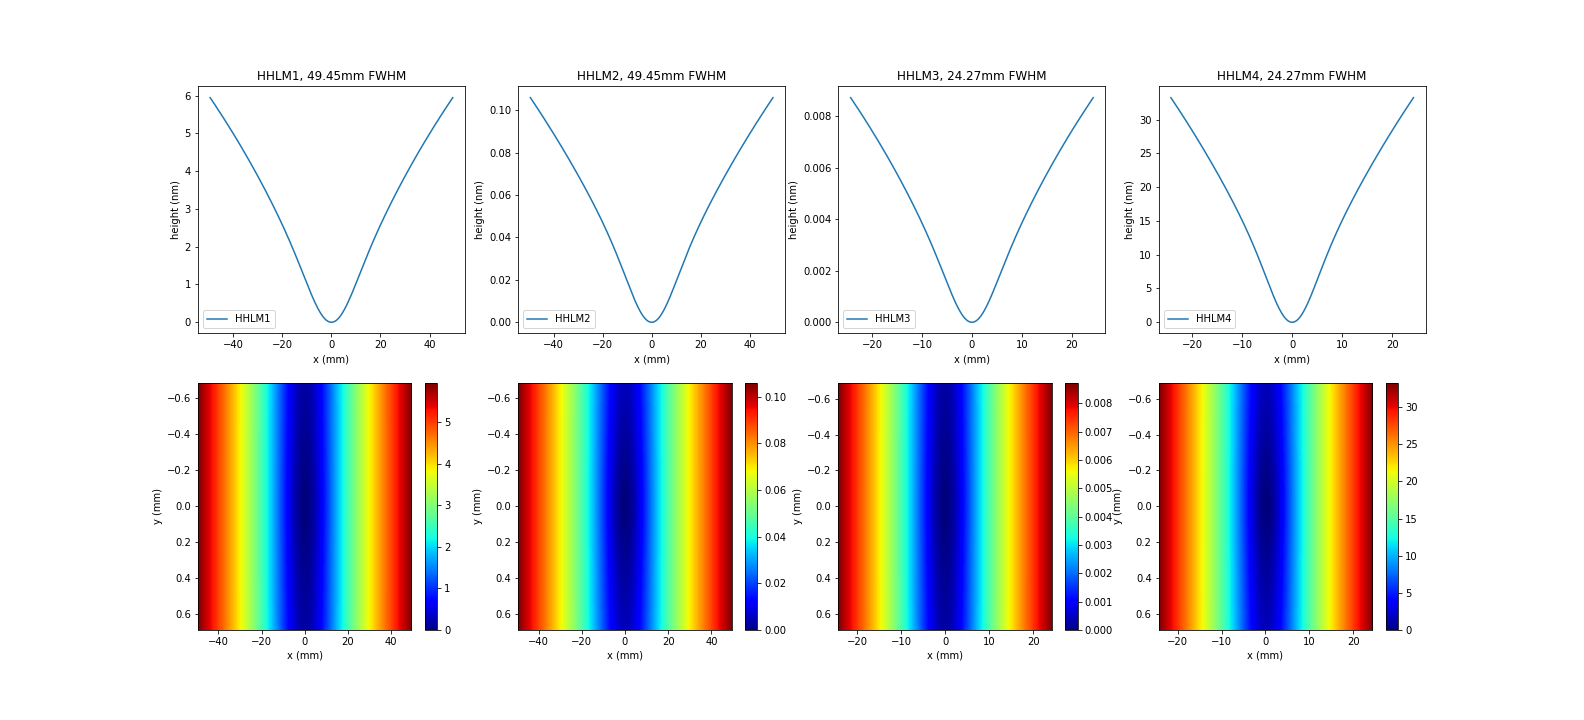 HHLM1, 49.45mm FWHM
6
5
4
3
2
1
0
height (nm)
HHLM1
−40 −20 0 20 40
x (mm)
HHLM2, 49.45mm FWHM
0.10
0.08
0.06
0.04
0.02
0.00
height (nm)
HHLM2
−40 −20 0 20 40
x (mm)
HHLM3, 24.27mm FWHM
0.008
0.006
0.004
0.002
0.000
height (nm)
HHLM3
−20 −10 0 10 20
x (mm)
HHLM4, 24.27mm FWHM
30
25
20
15
10
5
0
height (nm)
HHLM4
−20 −10 0 10 20
x (mm)
−0.6
−0.4
−0.2
0.0
0.2
0.4
0.6
y (mm)
−40 −20 0 20 40
x (mm)
5
4
3
2
1
0
−0.6
−0.4
−0.2
0.0
0.2
0.4
0.6
y (mm)
−40 −20 0 20 40
x (mm)
0.10
0.08
0.06
0.04
0.02
0.00
−0.6
−0.4
−0.2
0.0
0.2
0.4
0.6
y (mm)
−20 −10 0 10 20
x (mm)
0.008
0.007
0.006
0.005
0.004
0.003
0.002
0.001
0.000
−0.6
−0.4
−0.2
0.0
0.2
0.4
0.6
y (mm)
−20 −10 0 10 20
x (mm)
30
25
20
15
10
5
0